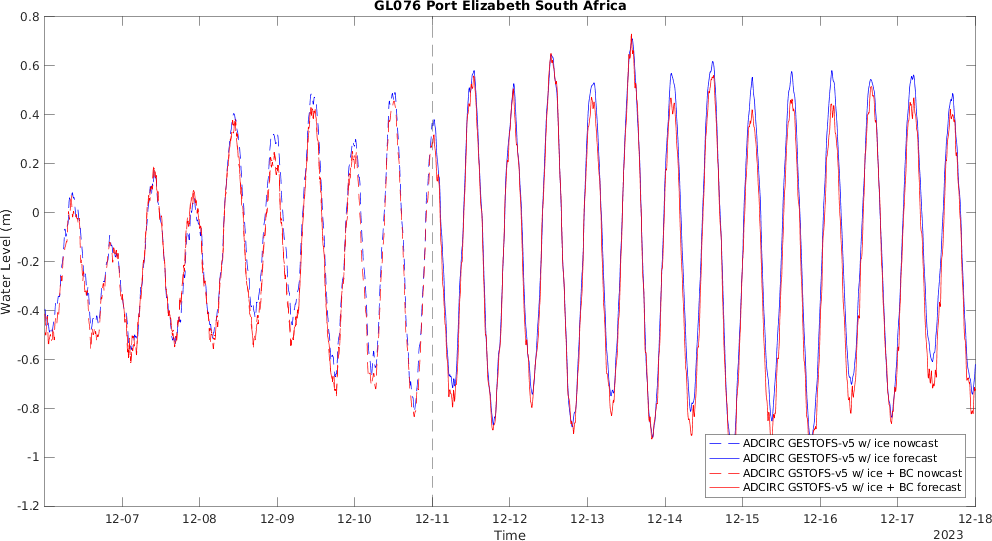 GL076 Port Elizabeth South Africa
0.8
0.6
0.4
0.2
0
-0.2
-0.4
-0.6
-0.8
-1
-1.2
Water Level (m)
ADCIRC GESTOFS-v5 w/ ice nowcast
ADCIRC GESTOFS-v5 w/ ice forecast
ADCIRC GSTOFS-v5 w/ ice + BC nowcast
ADCIRC GSTOFS-v5 w/ ice + BC forecast
12-07 12-08 12-09 12-10 12-11 12-12 12-13 12-14 12-15 12-16 12-17 12-18
Time
2023